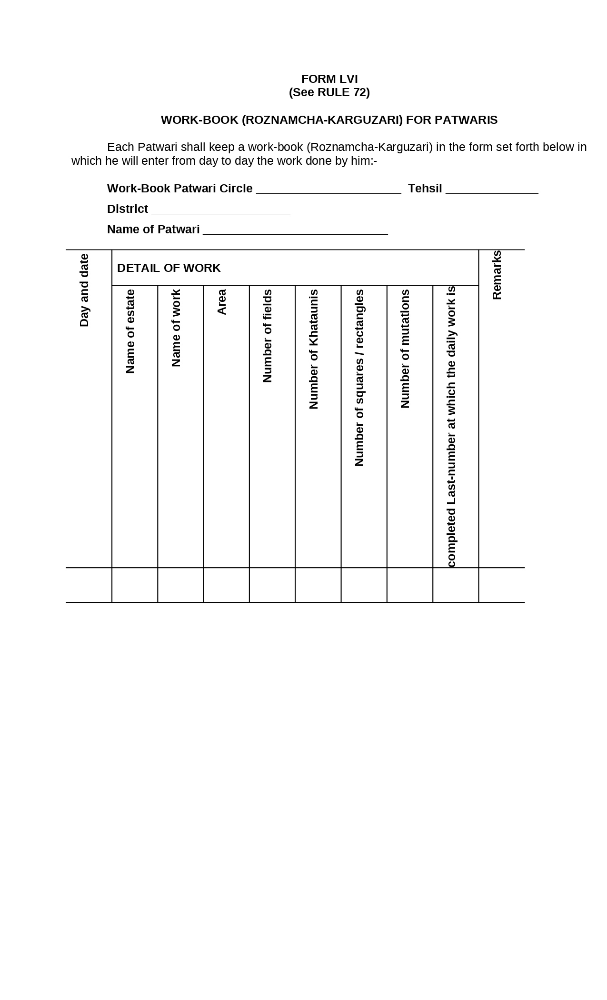 FORM LVI
(See RULE 72)
WORK-BOOK (ROZNAMCHA-KARGUZARI) FOR PATWARIS
Each Patwari shall keep a work-book (Roznamcha-Karguzari) in the form set forth below in
which he will enter from day to day the work done by him:-
Work-Book Patwari Circle ______________________ Tehsil ______________
District _____________________
Name of Patwari ____________________________
Day and date
DETAIL OF WORK
Remarks
Name of estate
Name of work
Area
Number of fields
Number of Khataunis
Number of squares / rectangles
Number of mutations
completed Last-number at which the daily work is